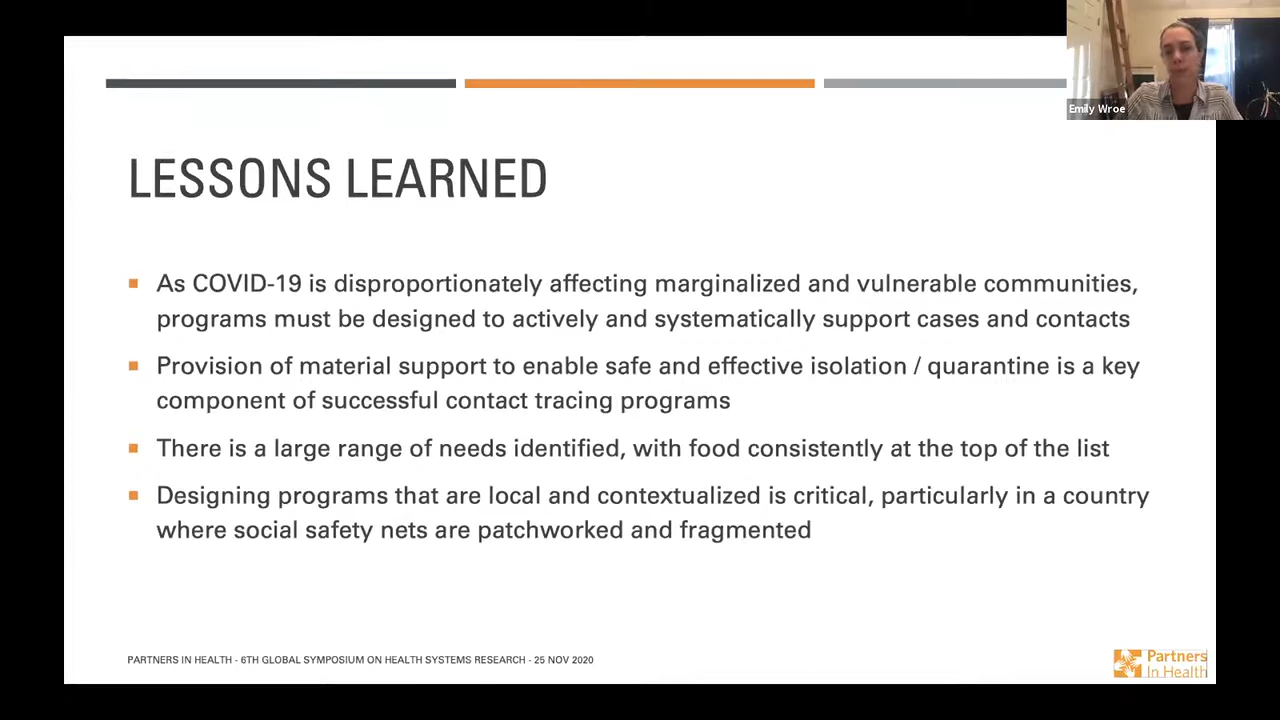 Emily Wroe
LESSONS LEARNED
As COVID-19 is disproportionately affecting marginalized and vulnerable communities,
programs must be designed to actively and systematically support cases and contacts
Provision of material support to enable safe and effective isolation / quarantine is a key
component of successful contact tracing programs
There is a large range of needs identified, with food consistently at the top of the list
Designing programs that are local and contextualized is critical, particularly in a country
where social safety nets are patchworked and fragmented
PARTNERS IN HEALTH - 6TH GLOBAL SYMPOSIUM ON HEALTH SYSTEMS RESEARCH - 25 NOV 2020
Partners
In Health